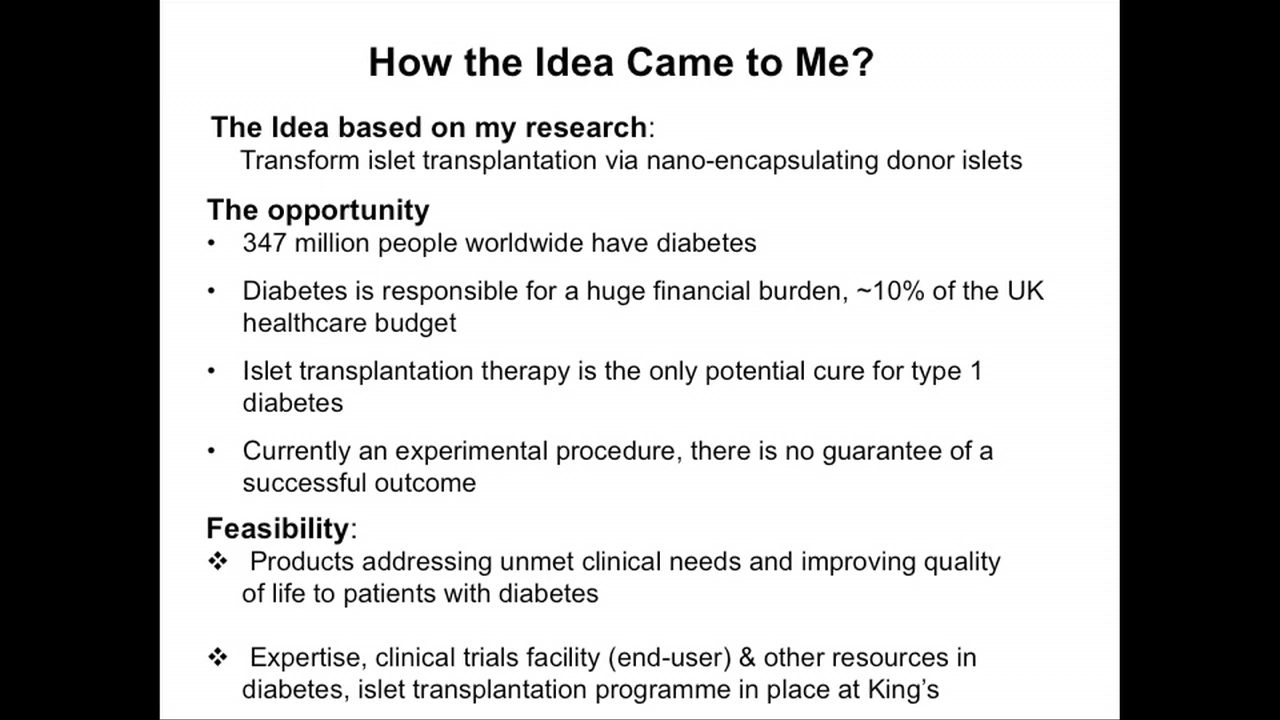 How the Idea Came to Me?
The Idea based on my research:
Transform islet transplantation via nano-encapsulating donor islets
The opportunity
• 347 million people worldwide have diabetes
• Diabetes is responsible for a huge financial burden, ~10% of the UK
healthcare budget
• Islet transplantation therapy is the only potential cure for type 1
diabetes
• Currently an experimental procedure, there is no guarantee of a
successful outcome
Feasibility:
❖ Products addressing unmet clinical needs and improving quality
of life to patients with diabetes
❖ Expertise, clinical trials facility (end-user) & other resources in
diabetes, islet transplantation programme in place at King’s